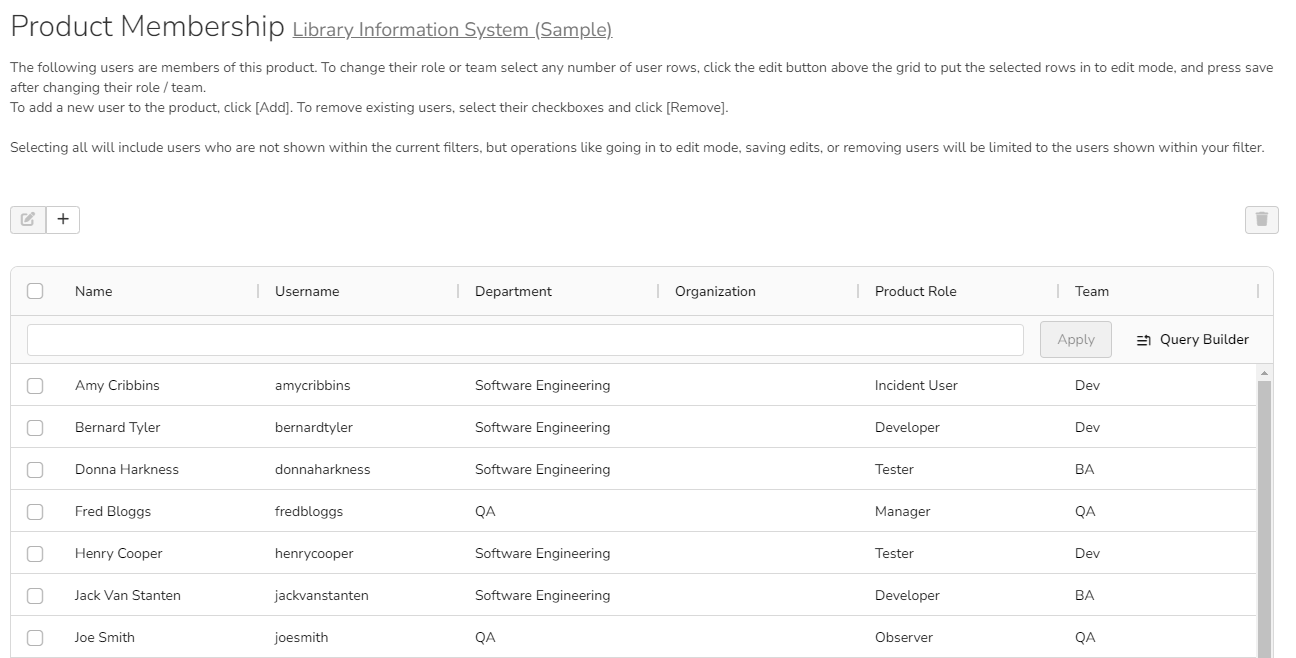 Product Membership Library Information System (Sample)
The following users are members of this product. To change their role or team select any number of user rows, click the edit button above the grid to put the selected rows in to edit mode, and press save
after changing their role / team.
To add a new user to the product, click [Add]. To remove existing users, select their checkboxes and click [Remove].
Selecting all will include users who are not shown within the current filters, but operations like going in to edit mode, saving edits, or removing users will be limited to the users shown within your filter.
Name Username Department Organization Product Role Team
Apply Query Builder
Amy Cribbins amycribbins Software Engineering Incident User Dev
Bernard Tyler bernardtyler Software Engineering Developer Dev
Donna Harkness donnaharkness Software Engineering Tester BA
Fred Bloggs fredbloggs QA Manager QA
Henry Cooper henrycooper Software Engineering Tester Dev
Jack Van Stanten jackvanstanten Software Engineering Developer BA
Joe Smith joesmith QA Observer QA